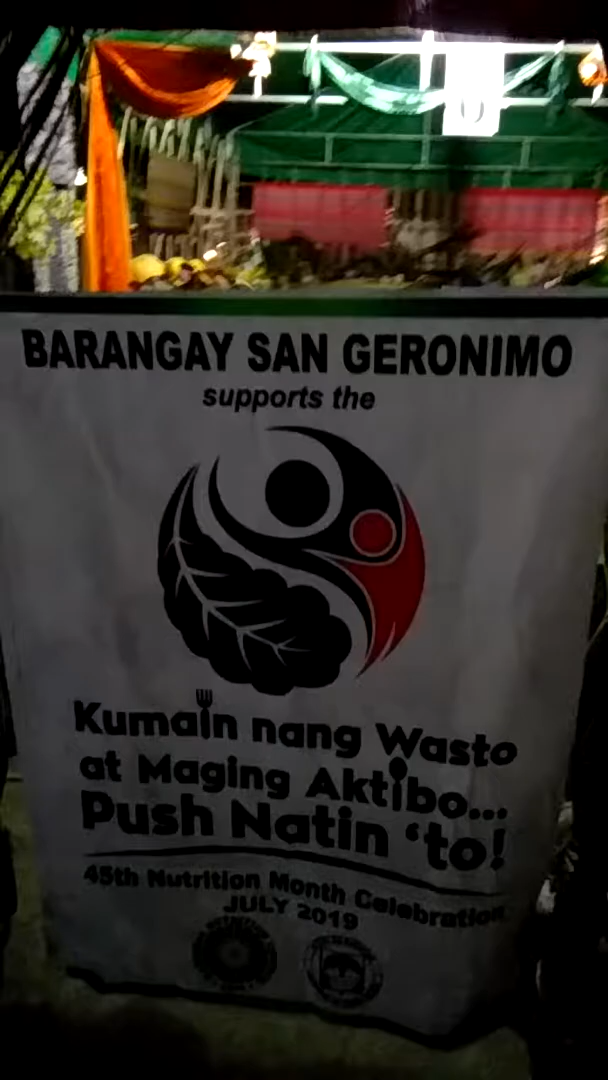 BARANGAY SAN GERONIMO
supports the
Kumain nang Wasto
at Maging Aktibo...
Push Natin 'to!
45th Nutrition Month Celebration
JULY 2019